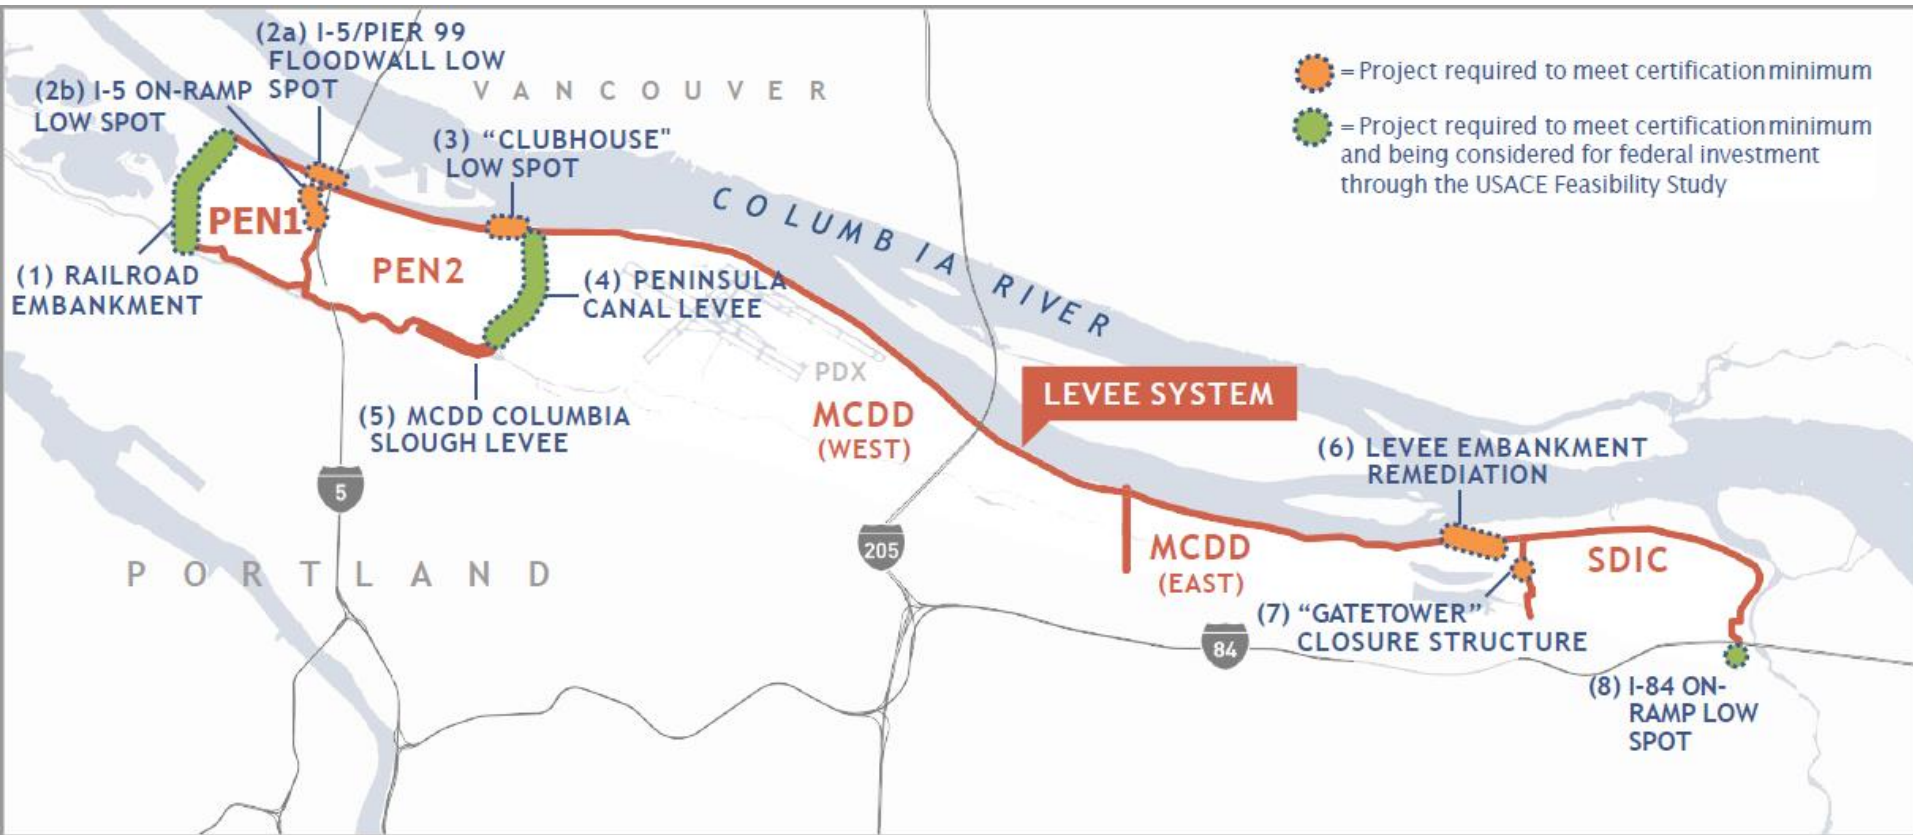 (2a) I-5/PIER 99
FLOODWALL LOW
SPOT
(2b) I-5 ON-RAMP
LOW SPOT
VANCOUVER
(3) “CLUBHOUSE"
LOW SPOT
= Project required to meet certification minimum
= Project required to meet certification minimum
and being considered for federal investment
through the USACE Feasibility Study
COLUMBIA RIVER
PEN1
PEN2
(1) RAILROAD
EMBANKMENT
(4) PENINSULA
CANAL LEVEE
PDX
MCDD
(WEST)
LEVEE SYSTEM
(5) MCDD COLUMBIA
SLOUGH LEVEE
(6) LEVEE EMBANKMENT
REMEDIATION
5
205
84
PORTLAND
MCDD
(EAST)
SDIC
(7) “GATETOWER”
CLOSURE STRUCTURE
(8) I-84 ON-
RAMP LOW
SPOT